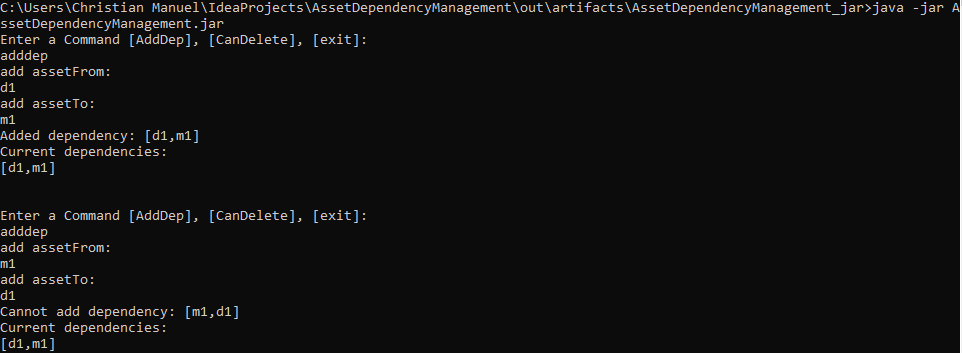 C:\Users\Christian Manuel\IdeaProjects\AssetDependencyManagement\out\artifacts\AssetDependencyManagement_jar>java -jar A
ssetDependencyManagement.jar
Enter a Command [AddDep], [CanDelete], [exit]:
adddep
add assetFrom:
d1
add assetTo:
m1
Added dependency: [d1,m1]
Current dependencies:
[d1,m1]
Enter a Command [AddDep], [CanDelete], [exit]:
adddep
add assetFrom:
m1
add assetTo:
d1
Cannot add dependency: [m1,d1]
Current dependencies:
[d1,m1]